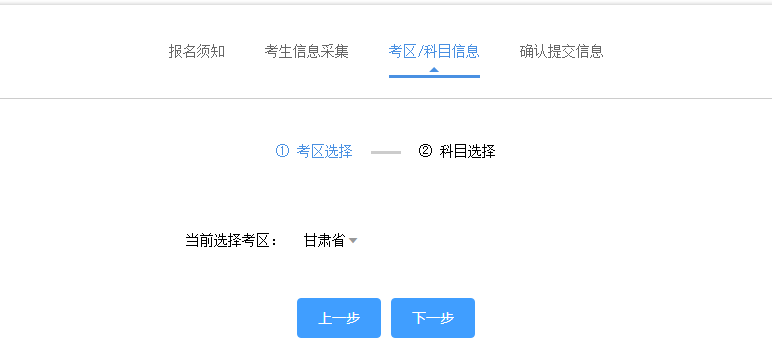 报名须知 考生信息采集 考区/科目信息 确认提交信息
① 考区选择 ② 科目选择
当前选择考区： 甘肃省
上一步 下一步